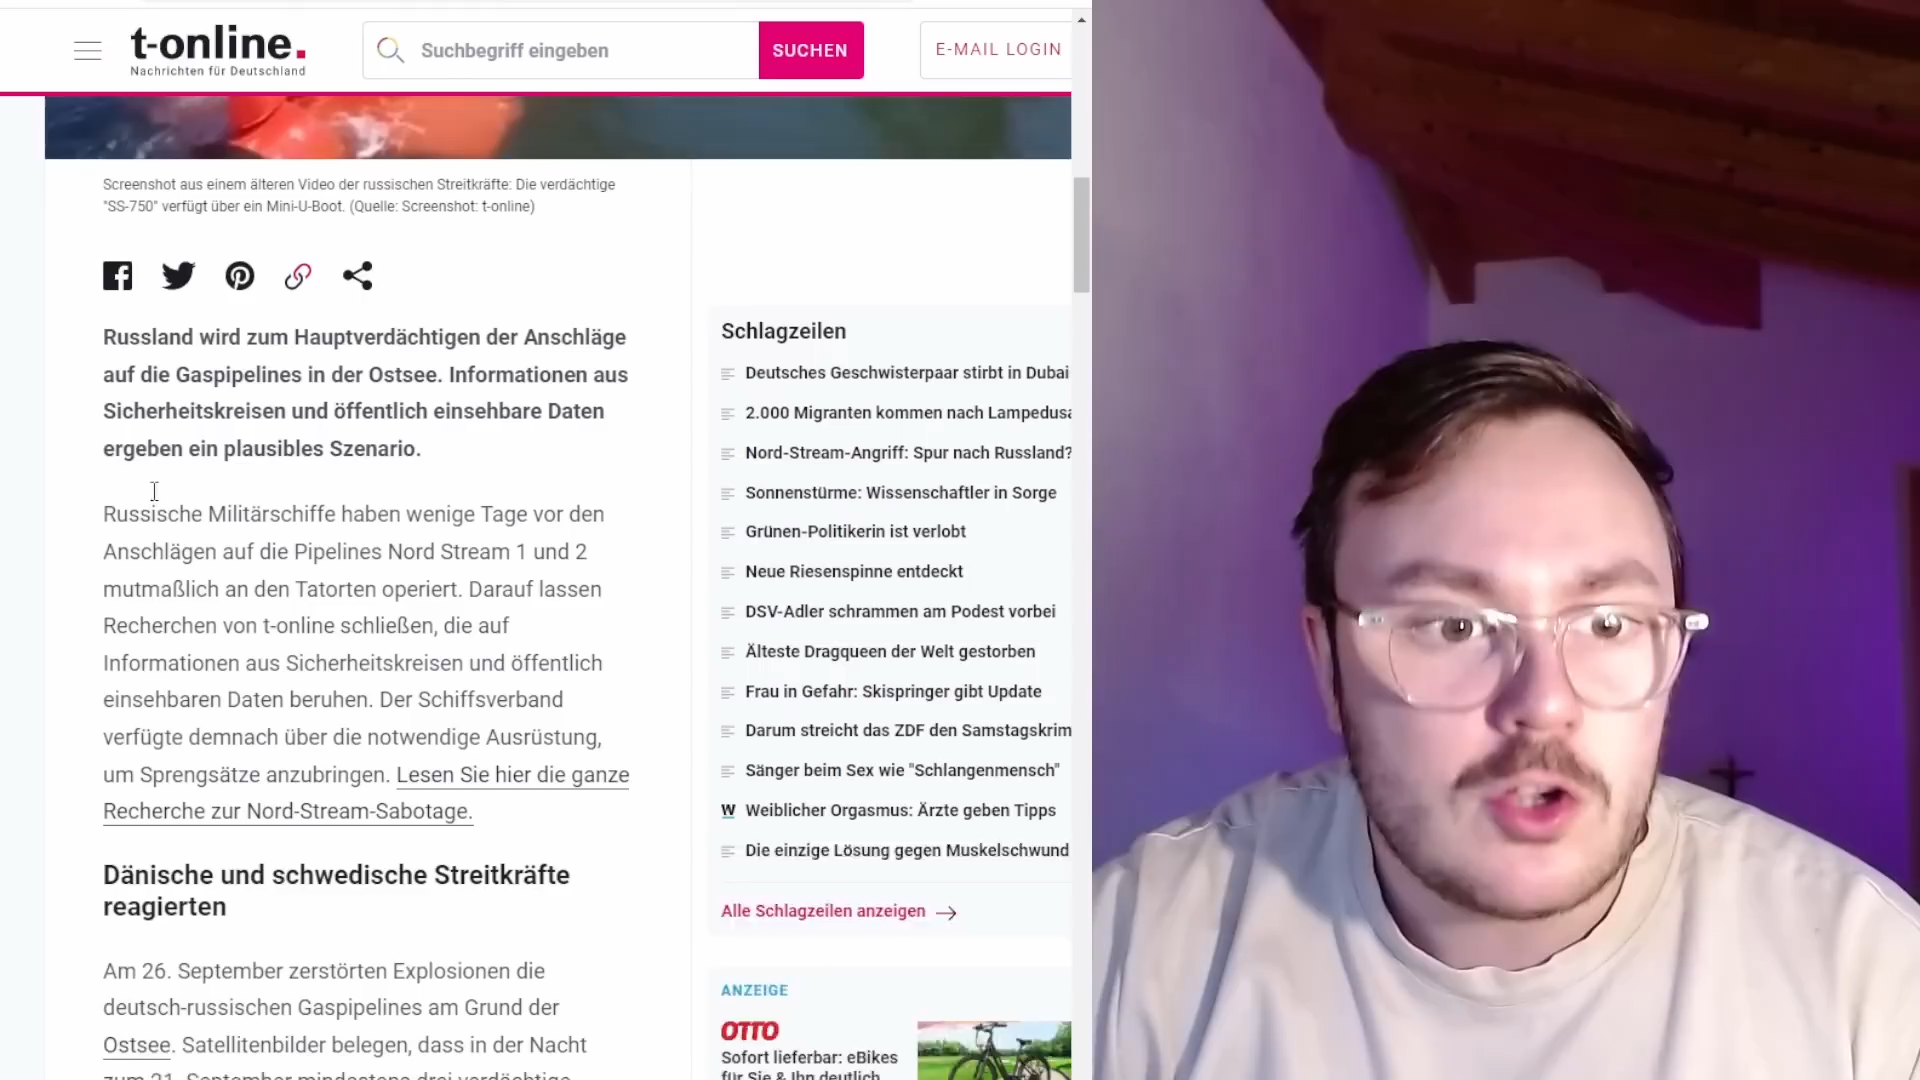 t-online.
Nachrichten für Deutschland
Suchbegriff eingeben
SUCHEN
E-MAIL LOGIN
Screenshot aus einem älteren Video der russischen Streitkräfte: Die verdächtige
"SS-750" verfügt über ein Mini-U-Boot. (Quelle: Screenshot: t-online)
Russland wird zum Hauptverdächtigen der Anschläge
auf die Gaspipelines in der Ostsee. Informationen aus
Sicherheitskreisen und öffentlich einsehbare Daten
ergeben ein plausibles Szenario.
Russische Militärschiffe haben wenige Tage vor den
Anschlägen auf die Pipelines Nord Stream 1 und 2
mutmaßlich an den Tatorten operiert. Darauf lassen
Recherchen von t-online schließen, die auf
Informationen aus Sicherheitskreisen und öffentlich
einsehbaren Daten beruhen. Der Schiffsverband
verfügte demnach über die notwendige Ausrüstung,
um Sprengsätze anzubringen. Lesen Sie hier die ganze
Recherche zur Nord-Stream-Sabotage.
Dänische und schwedische Streitkräfte
reagierten
Am 26. September zerstörten Explosionen die
deutsch-russischen Gaspipelines am Grund der
Ostsee. Satellitenbilder belegen, dass in der Nacht
zum 21. September mindestens drei verdächtige
Schlagzeilen
Deutsches Geschwisterpaar stirbt in Dubai
2.000 Migranten kommen nach Lampedusa
Nord-Stream-Angriff: Spur nach Russland?
Sonnenstürme: Wissenschaftler in Sorge
Grünen-Politikerin ist verlobt
Neue Riesenspinne entdeckt
DSV-Adler schrammen am Podest vorbei
Älteste Dragqueen der Welt gestorben
Frau in Gefahr: Skispringer gibt Update
Darum streicht das ZDF den Samstagskrim
Sänger beim Sex wie "Schlangenmensch"
W Weiblicher Orgasmus: Ärzte geben Tipps
Die einzige Lösung gegen Muskelschwund
Alle Schlagzeilen anzeigen
ANZEIGE
OTTO
Sofort lieferbar: eBikes
für Sie & Ihn deutlich